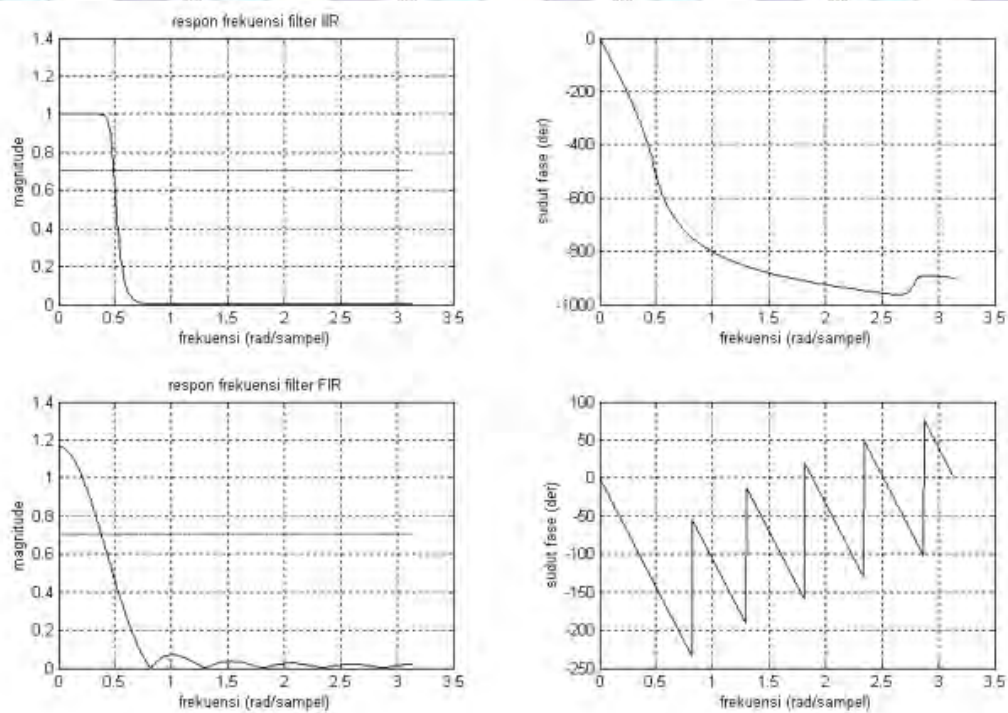 respon frekuensi filter IIR
1.4
1.2
1
0.8
0.6
0.4
0.2
0
magnitude
0 0.5 1 1.5 2 2.5 3 3.5
frekuensi (rad/sampel)
0
-200
-400
-600
-800
-1000
sudut fase (der)
0 0.5 1 1.5 2 2.5 3 3.5
frekuensi (rad/sampel)
respon frekuensi filter FIR
1.4
1.2
1
0.8
0.6
0.4
0.2
0
magnitude
0 0.5 1 1.5 2 2.5 3 3.5
frekuensi (rad/sampel)
100
50
0
-50
-100
-150
-200
-250
sudut fase (der)
0 0.5 1 1.5 2 2.5 3 3.5
frekuensi (rad/sampel)